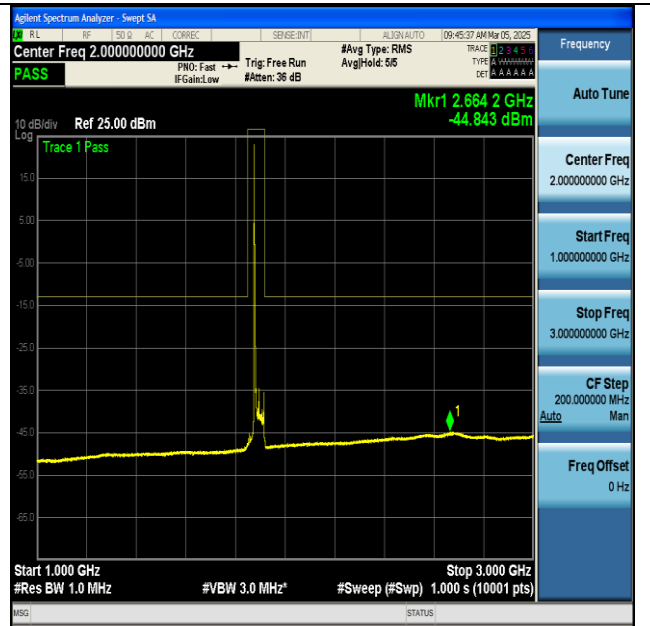 Agilent Spectrum Analyzer - Swept SA
RL RF 50 Ω AC CORREC SENSE:INT ALIGN AUTO 09:45:37 AM Mar 05, 2025
Center Freq 2.000000000 GHz #Avg Type: RMS TRACE 1 2 3 4 5 6
PASS PNO: Fast Trig: Free Run Avg|Hold: 5/5 TYPE A
IFGain:Low #Atten: 36 dB DET A A A A A A
Mkr1 2.664 2 GHz
-44.843 dBm
10 dB/div Ref 25.00 dBm
Log
Trace 1 Pass
15.0
5.00
-5.00
-15.0
-25.0
-35.0
-45.0
-55.0
-65.0
1
Start 1.000 GHz Stop 3.000 GHz
#Res BW 1.0 MHz #VBW 3.0 MHz* #Sweep (#Swp) 1.000 s (10001 pts)
MSG STATUS
Frequency
Auto Tune
Center Freq
2.000000000 GHz
Start Freq
1.000000000 GHz
Stop Freq
3.000000000 GHz
CF Step
200.000000 MHz
Auto Man
Freq Offset
0 Hz